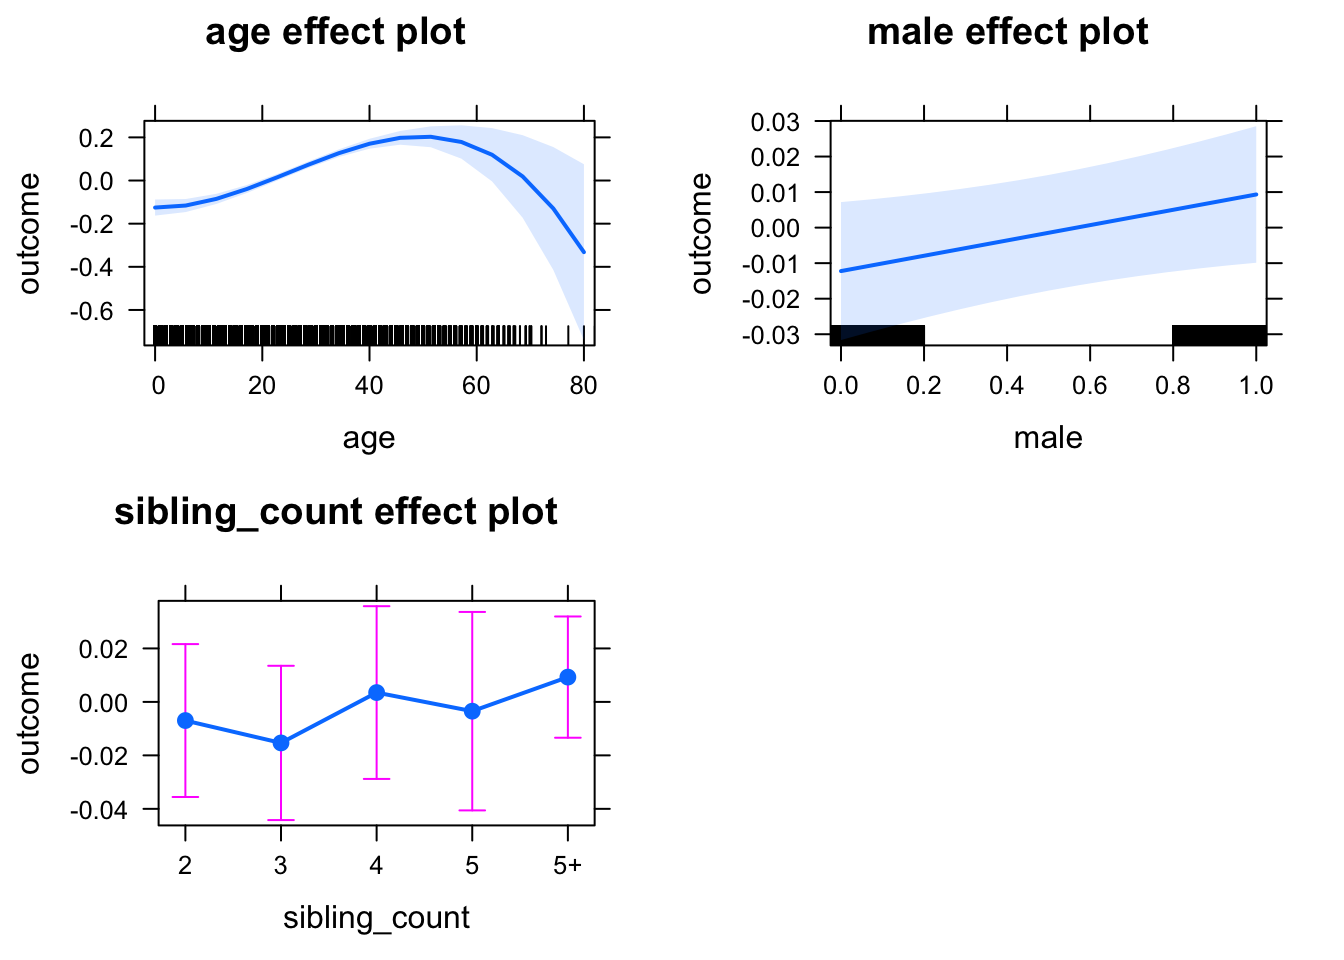 age effect plot
outcome
0.2
0.0
-0.2
-0.4
-0.6
0 20 40 60 80
age
male effect plot
outcome
0.03
0.02
0.01
0.00
-0.01
-0.02
-0.03
0.0 0.2 0.4 0.6 0.8 1.0
male
sibling_count effect plot
outcome
0.02
0.00
-0.02
-0.04
2 3 4 5 5+
sibling_count